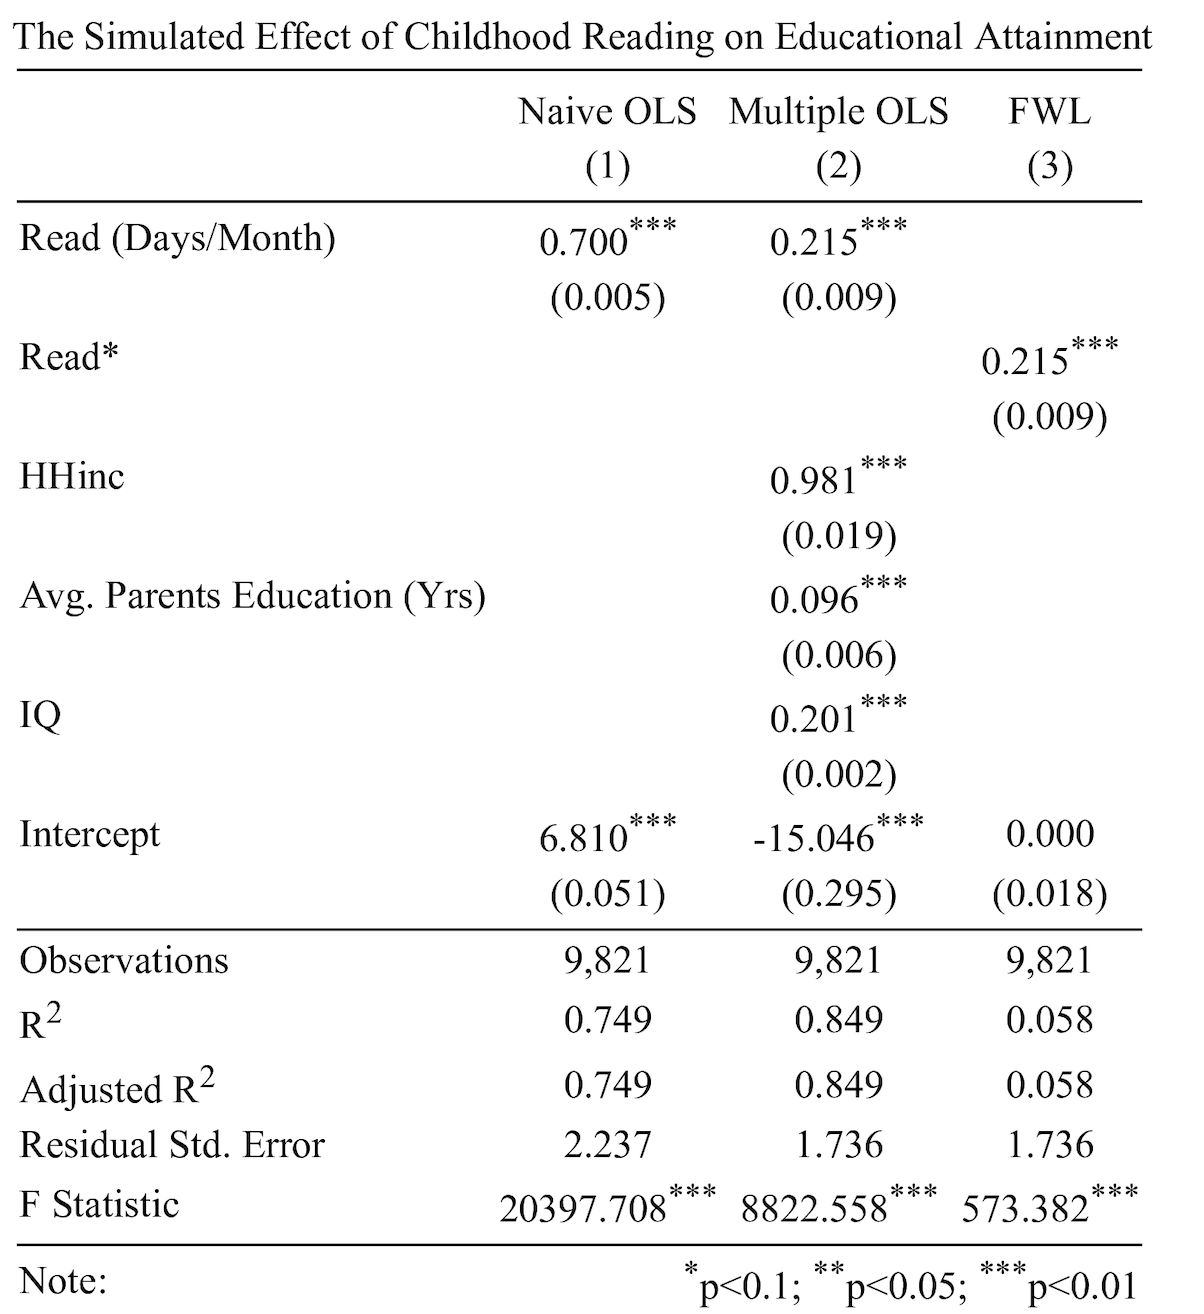 The Simulated Effect of Childhood Reading on Educational Attainment
Naive OLS Multiple OLS FWL
(1) (2) (3)
Read (Days/Month) 0.700*** 0.215***
(0.005) (0.009)
Read* 0.215***
(0.009)
HHinc 0.981***
(0.019)
Avg. Parents Education (Yrs) 0.096***
(0.006)
IQ 0.201***
(0.002)
Intercept 6.810*** -15.046*** 0.000
(0.051) (0.295) (0.018)
Observations 9,821 9,821 9,821
R² 0.749 0.849 0.058
Adjusted R² 0.749 0.849 0.058
Residual Std. Error 2.237 1.736 1.736
F Statistic 20397.708*** 8822.558*** 573.382***
Note: *p<0.1; **p<0.05; ***p<0.01